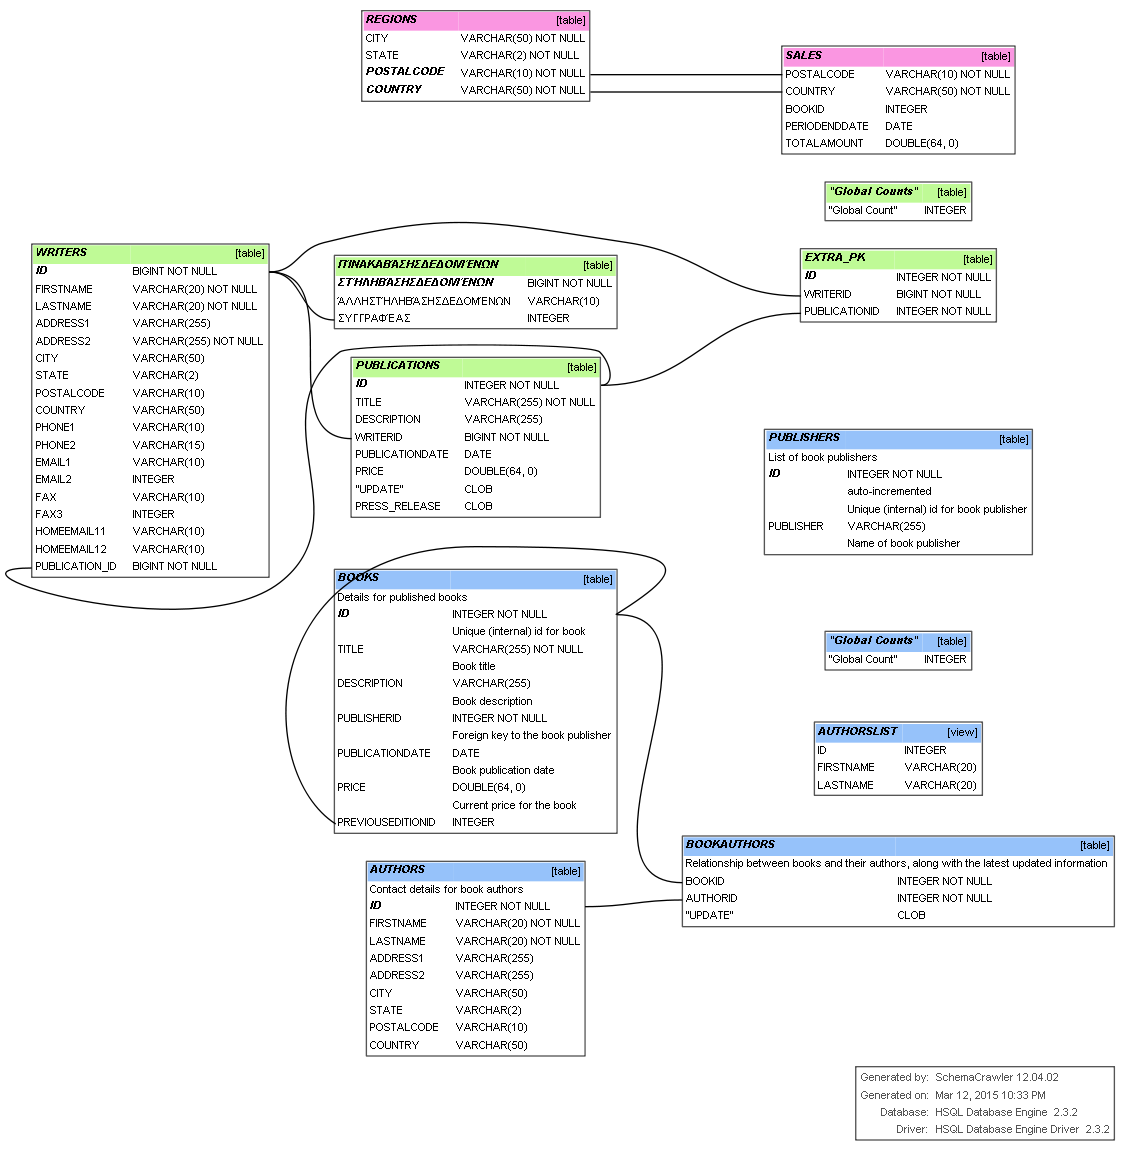 REGIONS [table]
CITY VARCHAR(50) NOT NULL
STATE VARCHAR(2) NOT NULL
POSTALCODE VARCHAR(10) NOT NULL
COUNTRY VARCHAR(50) NOT NULL
SALES [table]
POSTALCODE VARCHAR(10) NOT NULL
COUNTRY VARCHAR(50) NOT NULL
BOOKID INTEGER
PERIODENDDATE DATE
TOTALAMOUNT DOUBLE(64, 0)
"Global Counts" [table]
"Global Count" INTEGER
WRITERS [table]
ID BIGINT NOT NULL
FIRSTNAME VARCHAR(20) NOT NULL
LASTNAME VARCHAR(20) NOT NULL
ADDRESS1 VARCHAR(255)
ADDRESS2 VARCHAR(255) NOT NULL
CITY VARCHAR(50)
STATE VARCHAR(2)
POSTALCODE VARCHAR(10)
COUNTRY VARCHAR(50)
PHONE1 VARCHAR(10)
PHONE2 VARCHAR(15)
EMAIL1 VARCHAR(10)
EMAIL2 INTEGER
FAX VARCHAR(10)
FAX3 INTEGER
HOMEEMAIL11 VARCHAR(10)
HOMEEMAIL12 VARCHAR(10)
PUBLICATION_ID BIGINT NOT NULL
ΠΊΝΑΚΑΒΆΣΗΣΔΕΔΟΜΈΝΩΝ [table]
ΣΤΉΛΗΒΆΣΗΣΔΕΔΟΜΈΝΩΝ BIGINT NOT NULL
ΆΛΛΗΣΤΉΛΗΒΆΣΗΣΔΕΔΟΜΈΝΩΝ VARCHAR(10)
ΣΥΓΓΡΑΦΈΑΣ INTEGER
EXTRA_PK [table]
ID INTEGER NOT NULL
WRITERID BIGINT NOT NULL
PUBLICATIONID INTEGER NOT NULL
PUBLICATIONS [table]
ID INTEGER NOT NULL
TITLE VARCHAR(255) NOT NULL
DESCRIPTION VARCHAR(255)
WRITERID BIGINT NOT NULL
PUBLICATIONDATE DATE
PRICE DOUBLE(64, 0)
"UPDATE" CLOB
PRESS_RELEASE CLOB
PUBLISHERS [table]
List of book publishers
ID INTEGER NOT NULL
auto-incremented
Unique (internal) id for book publisher
PUBLISHER VARCHAR(255)
Name of book publisher
BOOKS [table]
Details for published books
ID INTEGER NOT NULL
Unique (internal) id for book
TITLE VARCHAR(255) NOT NULL
Book title
DESCRIPTION VARCHAR(255)
Book description
PUBLISHERID INTEGER NOT NULL
Foreign key to the book publisher
PUBLICATIONDATE DATE
Book publication date
PRICE DOUBLE(64, 0)
Current price for the book
PREVIOUSEDITIONID INTEGER
"Global Counts" [table]
"Global Count" INTEGER
AUTHORSLIST [view]
ID INTEGER
FIRSTNAME VARCHAR(20)
LASTNAME VARCHAR(20)
BOOKAUTHORS [table]
Relationship between books and their authors, along with the latest updated information
BOOKID INTEGER NOT NULL
AUTHORID INTEGER NOT NULL
"UPDATE" CLOB
AUTHORS [table]
Contact details for book authors
ID INTEGER NOT NULL
FIRSTNAME VARCHAR(20) NOT NULL
LASTNAME VARCHAR(20) NOT NULL
ADDRESS1 VARCHAR(255)
ADDRESS2 VARCHAR(255)
CITY VARCHAR(50)
STATE VARCHAR(2)
POSTALCODE VARCHAR(10)
COUNTRY VARCHAR(50)
Generated by: SchemaCrawler 12.04.02
Generated on: Mar 12, 2015 10:33 PM
Database: HSQL Database Engine 2.3.2
Driver: HSQL Database Engine Driver 2.3.2